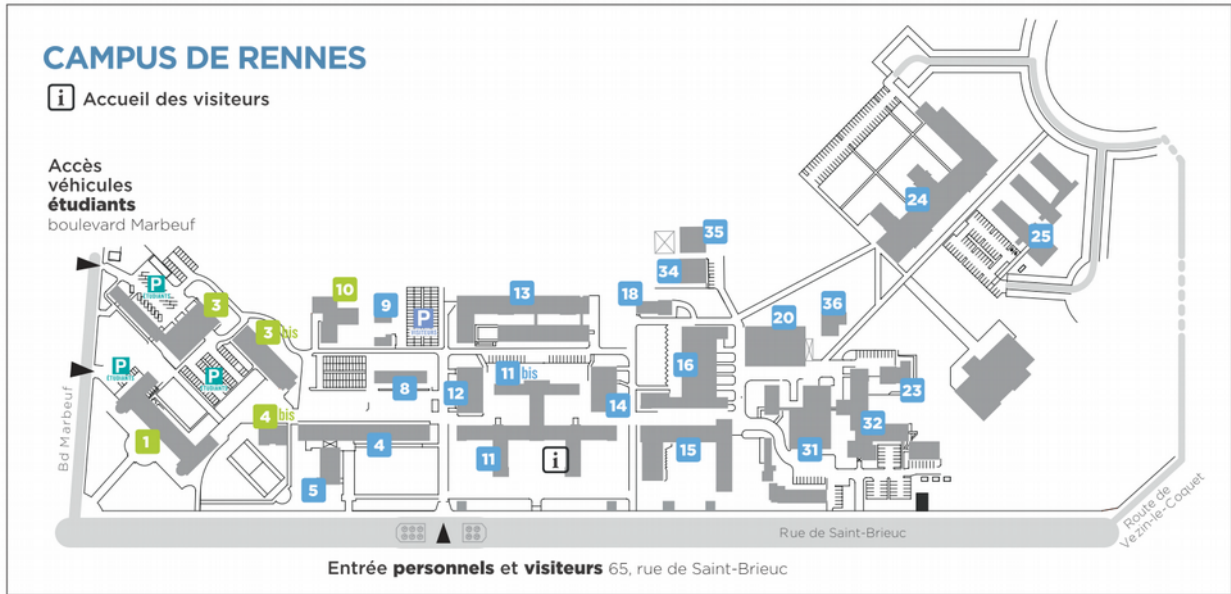 CAMPUS DE RENNES
i Accueil des visiteurs
Accès
véhicules
étudiants
boulevard Marbeuf
P
ÉTUDIANTS
3
3 bis
P
ÉTUDIANTS
P
ÉTUDIANTS
1
4 bis
10
9
P
VISITEURS
13
18
35
34
24
25
36
20
16
8
12
11 bis
14
23
32
31
4
5
11
i
15
Bd Marbeuf
Rue de Saint-Brieuc
Route de
Vezin-le-Coquet
Entrée personnels et visiteurs 65, rue de Saint-Brieuc